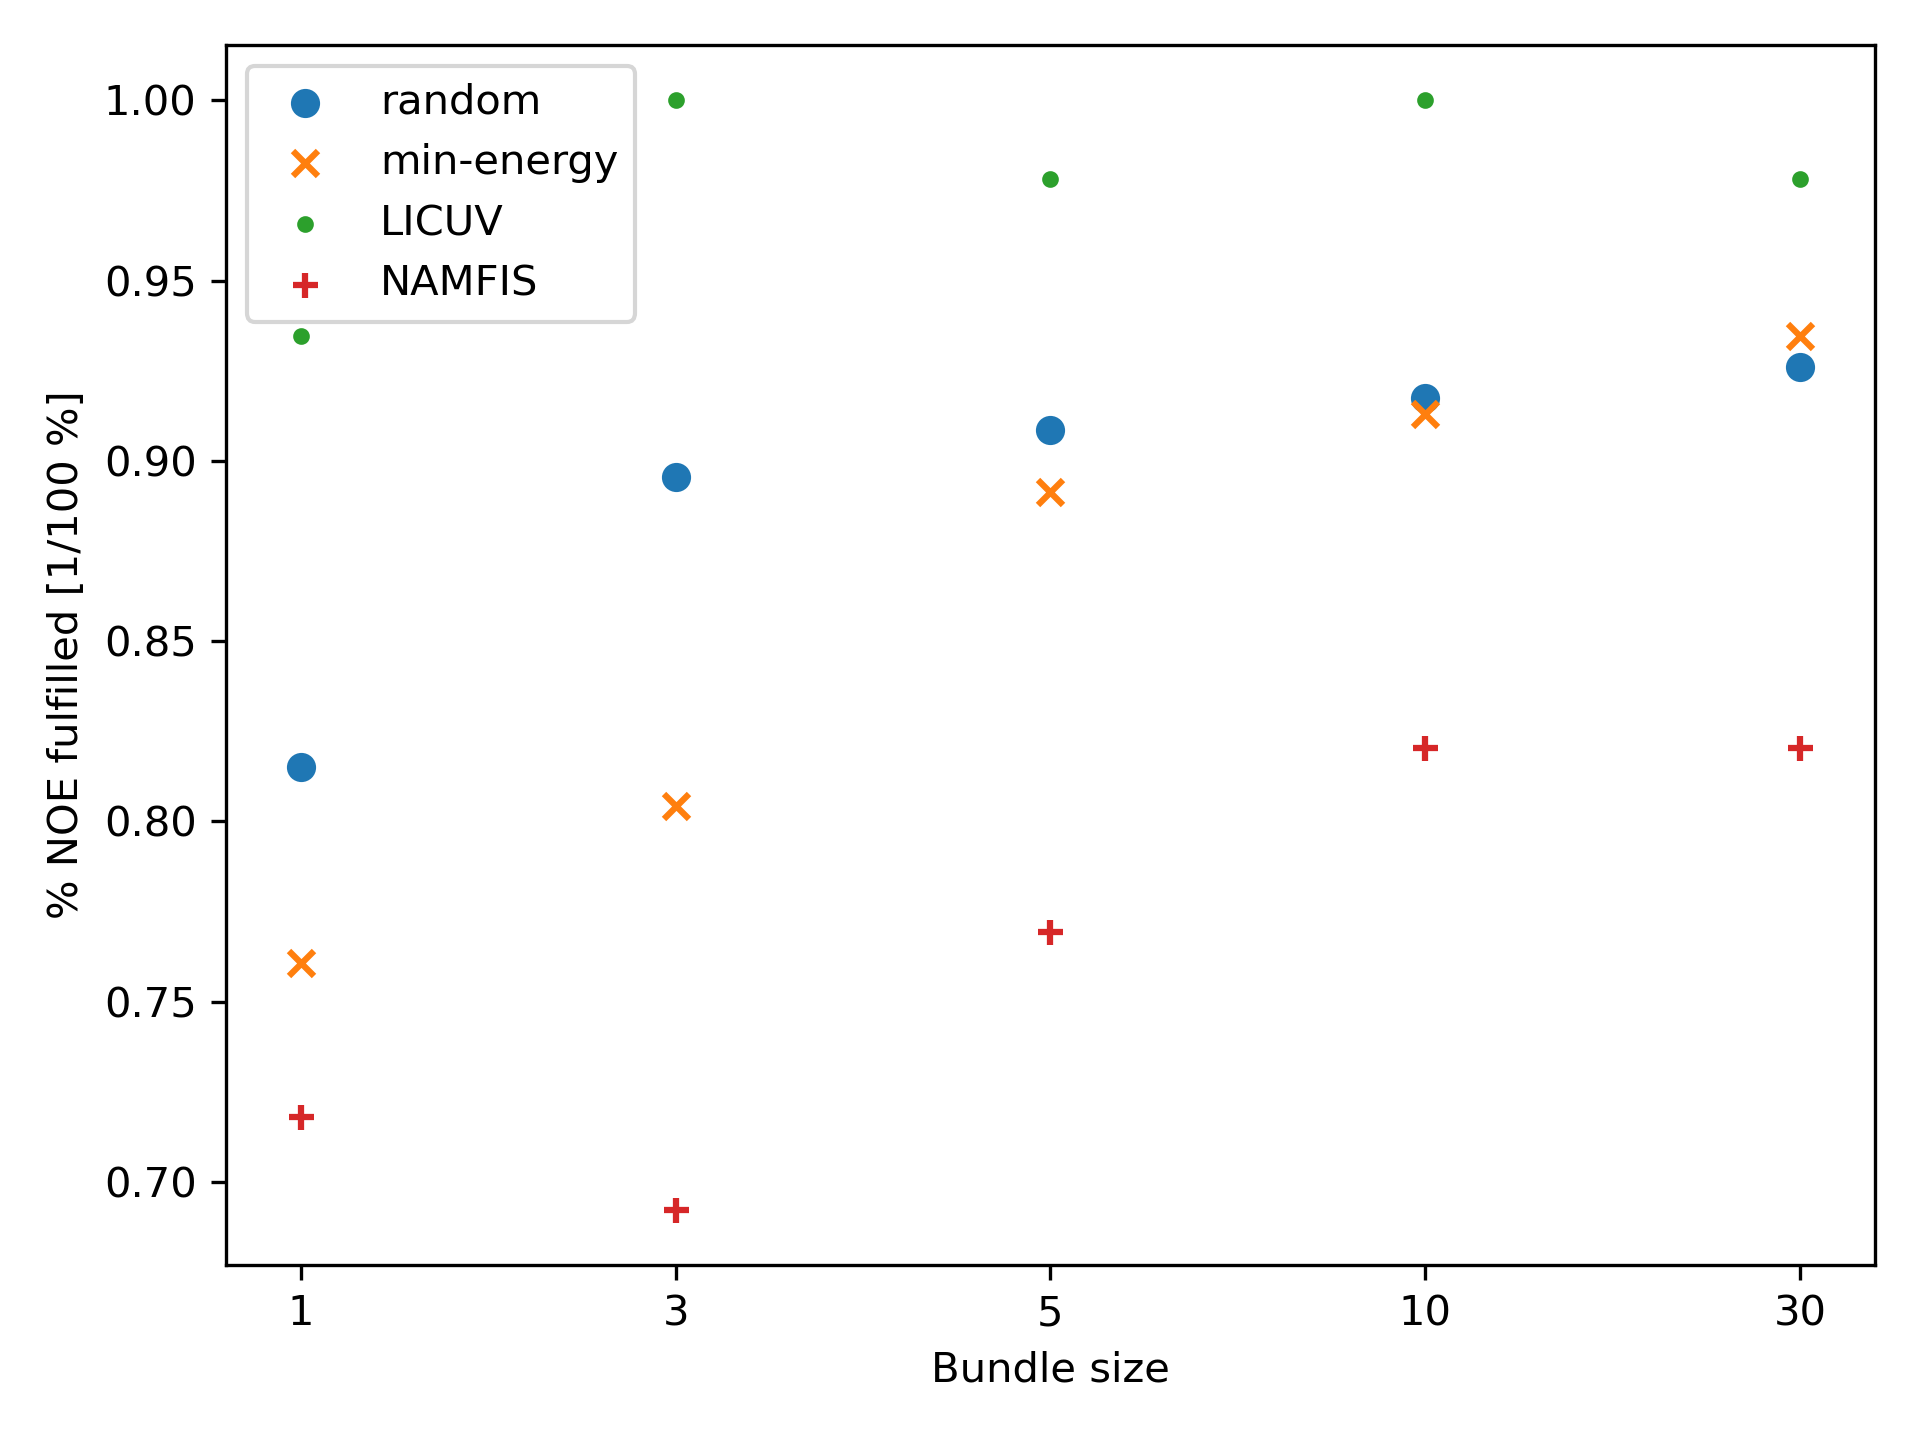 random
min-energy
LICUV
NAMFIS
1.00
0.95
0.90
0.85
0.80
0.75
0.70
% NOE fulfilled [1/100 %]
1 3 5 10 30
Bundle size